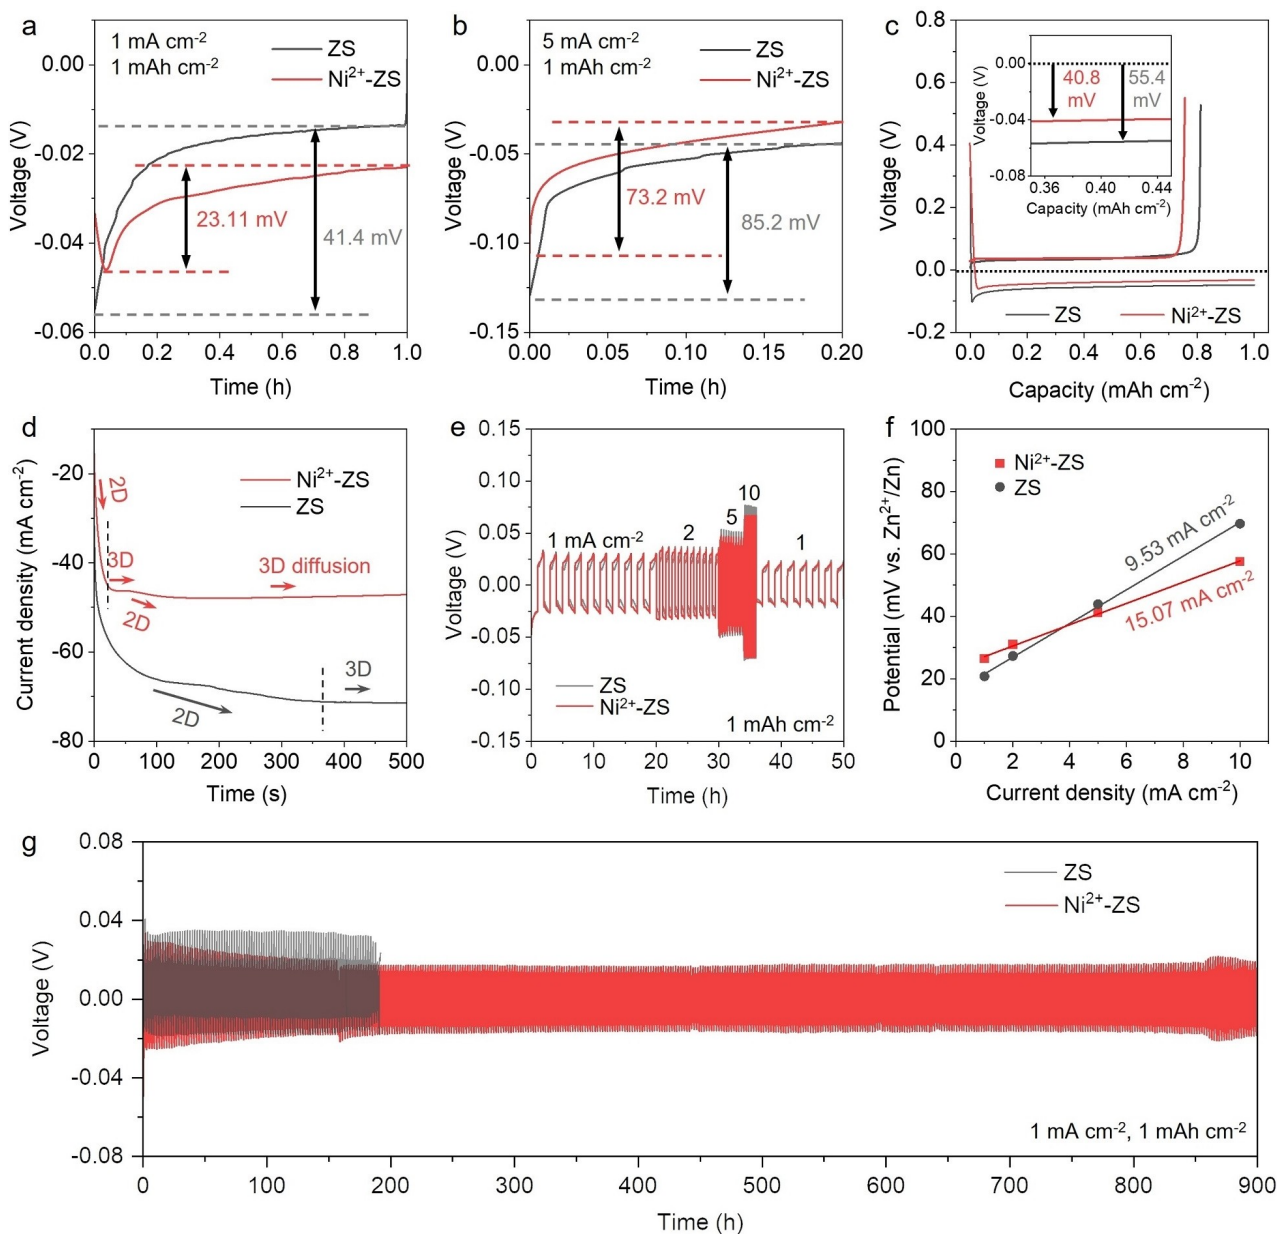 a
1 mA cm-2
1 mAh cm-2
ZS
Ni2+-ZS
23.11 mV
41.4 mV
0.00
-0.02
-0.04
-0.06
Voltage (V)
0.0 0.2 0.4 0.6 0.8 1.0
Time (h)
b
5 mA cm-2
1 mAh cm-2
ZS
Ni2+-ZS
73.2 mV
85.2 mV
0.00
-0.05
-0.10
-0.15
Voltage (V)
0.00 0.05 0.10 0.15 0.20
Time (h)
c
0.8
0.6
0.4
0.2
0.0
-0.2
Voltage (V)
0.00
-0.04
-0.08
Voltage (V)
40.8
mV
55.4
mV
0.36 0.40 0.44
Capacity (mAh cm-2)
ZS
Ni2+-ZS
0.0 0.2 0.4 0.6 0.8 1.0
Capacity (mAh cm-2)
d
-20
-40
-60
-80
Current density (mA cm-2)
Ni2+-ZS
ZS
2D
3D
2D
3D diffusion
2D
3D
0 100 200 300 400 500
Time (s)
e
0.15
0.10
0.05
0.00
-0.05
-0.10
-0.15
Voltage (V)
1 mA cm-2
2
5
10
1
ZS
Ni2+-ZS
1 mAh cm-2
0 10 20 30 40 50
Time (h)
f
100
80
60
40
20
0
Potential (mV vs. Zn2+/Zn)
Ni2+-ZS
ZS
9.53 mA cm-2
15.07 mA cm-2
0 2 4 6 8 10
Current density (mA cm-2)
g
0.08
0.04
0.00
-0.04
-0.08
Voltage (V)
ZS
Ni2+-ZS
1 mA cm-2, 1 mAh cm-2
0 100 200 300 400 500 600 700 800 900
Time (h)